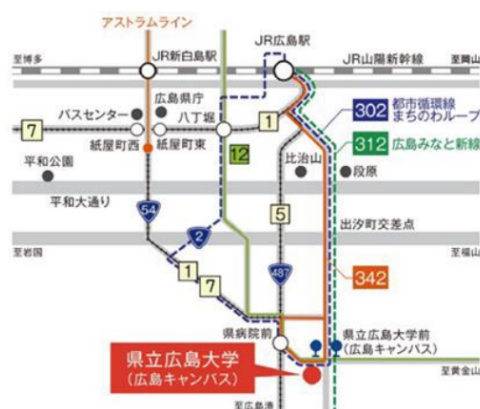 アストラムライン
JR広島駅
至博多
JR新白島駅
JR山陽新幹線
至岡山
広島県庁
バスセンター
八丁堀
1
302 都市循環線
まちのわループ
7
紙屋町西
紙屋町東
312 広島みなと新線
12
比治山
段原
平和公園
平和大通り
54
5
出汐町交差点
2
至岩国
至福山
1
487
342
7
県病院前
県立広島大学前
(広島キャンパス)
県立広島大学
(広島キャンパス)
至黄金山
至広島港